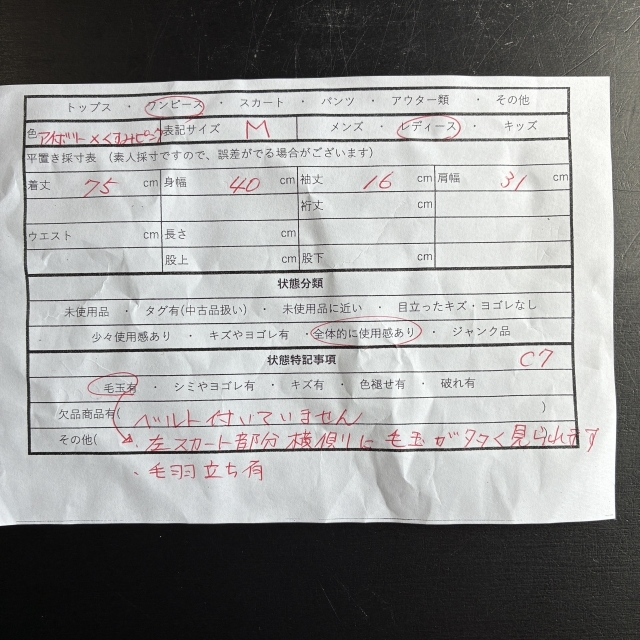 トップス ・ ワンピース ・ スカート ・ パンツ ・ アウター類 ・ その他
色 アイボリー×くすみピンク 表記サイズ M メンズ ・ レディース ・ キッズ
平置き採寸表 (素人採寸ですので、誤差がでる場合がございます)
着丈 75 cm 身幅 40 cm 袖丈 16 cm 肩幅 31 cm
裄丈 cm
ウエスト cm 長さ cm
股上 cm 股下 cm
状態分類
未使用品 ・ タグ有(中古品扱い) ・ 未使用品に近い ・ 目立ったキズ・ヨゴレなし
少々使用感あり ・ キズやヨゴレ有 ・ 全体的に使用感あり ・ ジャンク品
状態特記事項 C7
毛玉有 ・ シミやヨゴレ有 ・ キズ有 ・ 色褪せ有 ・ 破れ有
欠品商品有( ベルト付いていません )
その他( ・左スカート部分横側りに毛玉が多く見られます
・毛羽立ち有